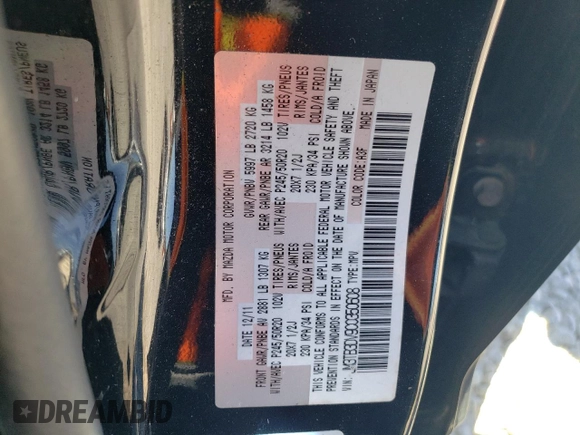 MFD. BY MAZDA MOTOR CORPORATION
DATE 12/11 GVWR/PNBV 5997 LB 2720 KG
FRONT GAWR/PNBE AV 2881 LB 1307 KG REAR GAWR/PNBE AR 3214 LB 1458 KG
WITH/AVEC P245/50R20 102V TIRES/PNEUS WITH/AVEC P245/50R20 102V TIRES/PNEUS
20X7 1/2J RIMS/JANTES 20X7 1/2J RIMS/JANTES
230 KPA/34 PSI COLD/A FROID 230 KPA/34 PSI COLD/A FROID
THIS VEHICLE CONFORMS TO ALL APPLICABLE FEDERAL MOTOR VEHICLE SAFETY AND THEFT
PREVENTION STANDARDS IN EFFECT ON THE DATE OF MANUFACTURE SHOWN ABOVE.
VIN: JM3TB3DV9C0350608 COLOR CODE: A3F
TYPE: MPV MADE IN JAPAN
DREAMBID